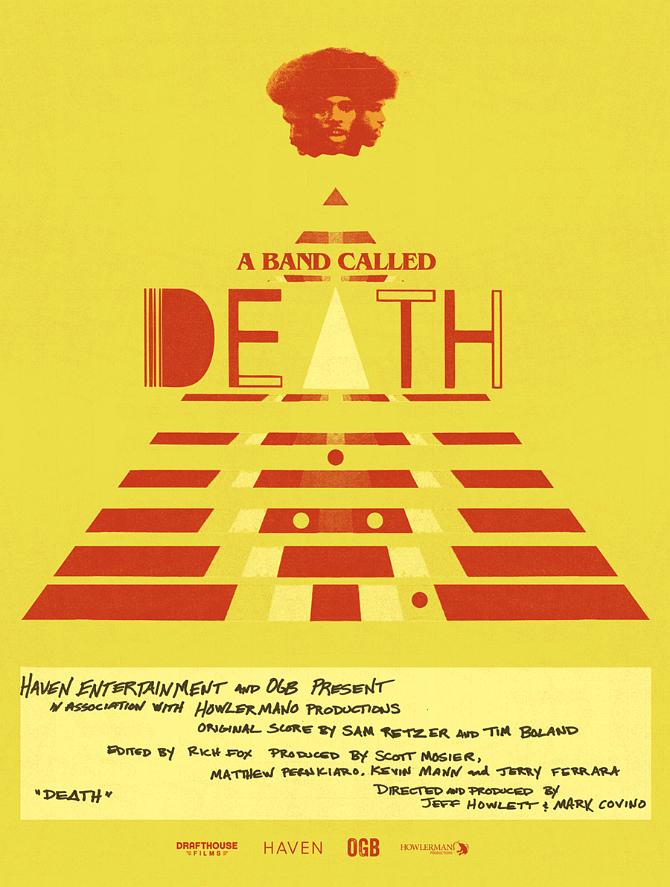 A BAND CALLED
DEATH
HAVEN ENTERTAINMENT AND OGB PRESENT
IN ASSOCIATION WITH HOWLERMANO PRODUCTIONS
ORIGINAL SCORE BY SAM RETZER AND TIM BOLAND
EDITED BY RICH FOX PRODUCED BY SCOTT MOSIER,
MATTHEW PERNICIARO, KEVIN MANN and JERRY FERRARA
"DEATH" DIRECTED AND PRODUCED BY
JEFF HOWLETT & MARK COVINO
DRAFTHOUSE HAVEN OGB HOWLERMANO
FILMS PRODUCTIONS